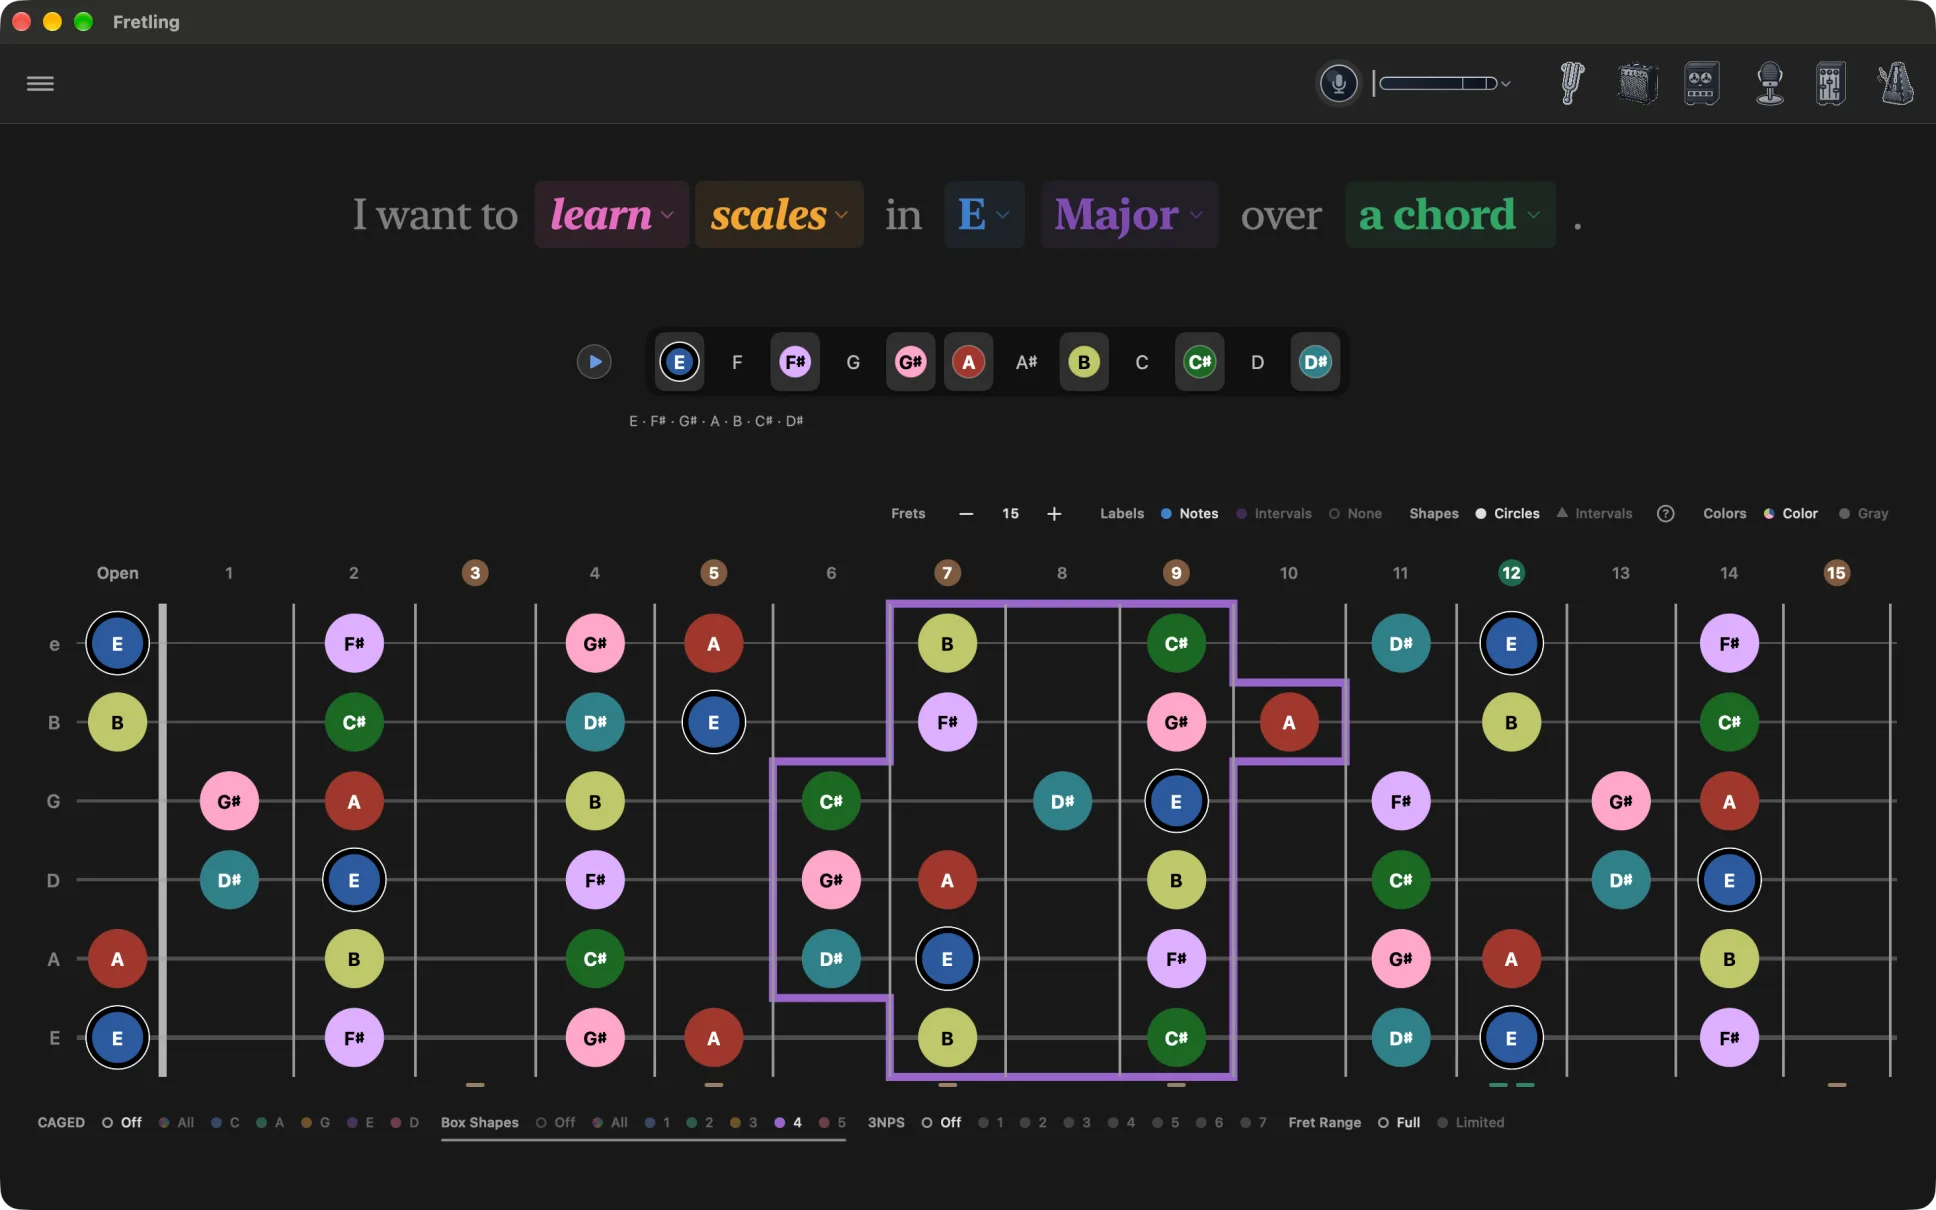 Fretling
I want to learn scales in E Major over a chord .
E F F# G G# A A# B C C# D D#
E · F# · G# · A · B · C# · D#
Frets − 15 + Labels Notes Intervals None Shapes Circles Intervals ? Colors Color Gray
Open 1 2 3 4 5 6 7 8 9 10 11 12 13 14 15
e E F# G# A B C# D# E F#
B B C# D# E F# G# A B C#
G G# A B C# D# E F# G# A
D D# E F# G# A B C# D# E
A A B C# D# E F# G# A B
E E F# G# A B C# D# E F#
CAGED Off All C A G E D Box Shapes Off All 1 2 3 4 5 3NPS Off 1 2 3 4 5 6 7 Fret Range Full Limited